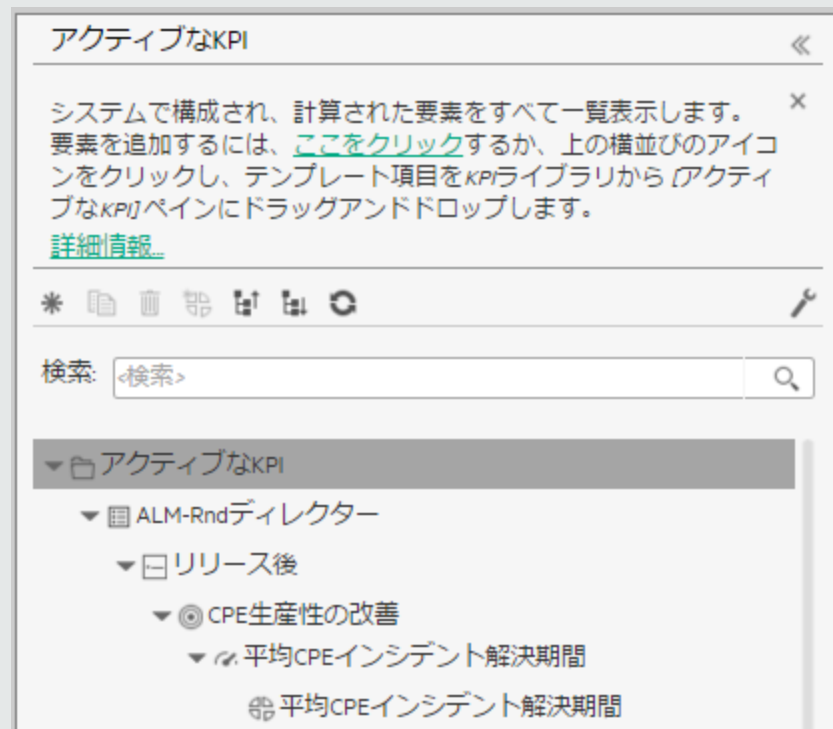 アクティブなKPI
システムで構成され、計算された要素をすべて一覧表示します。
要素を追加するには、ここをクリックするか、上の横並びのアイコ
ンをクリックし、テンプレート項目をKPIライブラリから [アクティ
ブなKPI] ペインにドラッグアンドドロップします。
詳細情報...
検索: <検索>
アクティブなKPI
ALM-Rndディレクター
リリース後
CPE生産性の改善
平均CPEインシデント解決期間
平均CPEインシデント解決期間